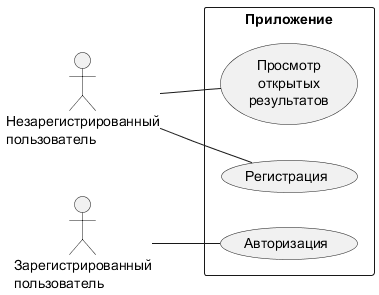 Приложение
Просмотр
открытых
результатов
Незарегистрированный
пользователь
Регистрация
Авторизация
Зарегистрированный
пользователь